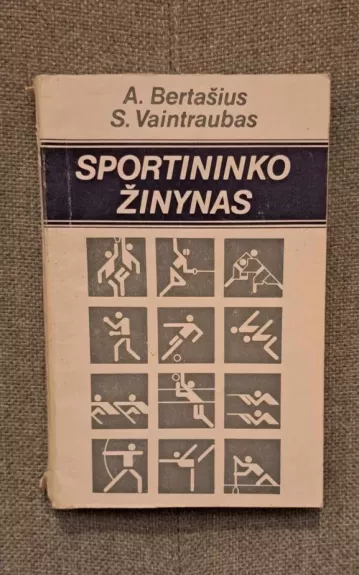 A. Bertašius
S. Vaintraubas
SPORTININKO
ŽINYNAS